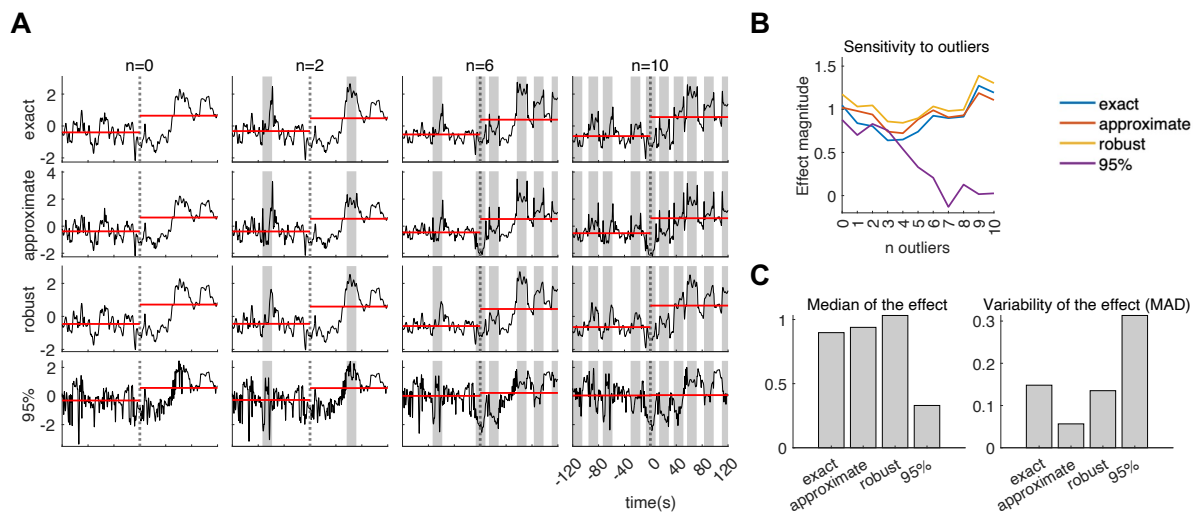 A
n=0 n=2 n=6 n=10
exact
2
0
-2
approximate
4
2
0
-2
robust
2
0
-2
95%
2
0
-2
-120 -80 -40 0 40 80 120
time(s)
B
Sensitivity to outliers
Effect magnitude
1.5
1
0.5
0
0 1 2 3 4 5 6 7 8 9 10
n outliers
exact
approximate
robust
95%
C
Median of the effect
1
0.5
0
exact approximate robust 95%
Variability of the effect (MAD)
0.3
0.2
0.1
0
exact approximate robust 95%